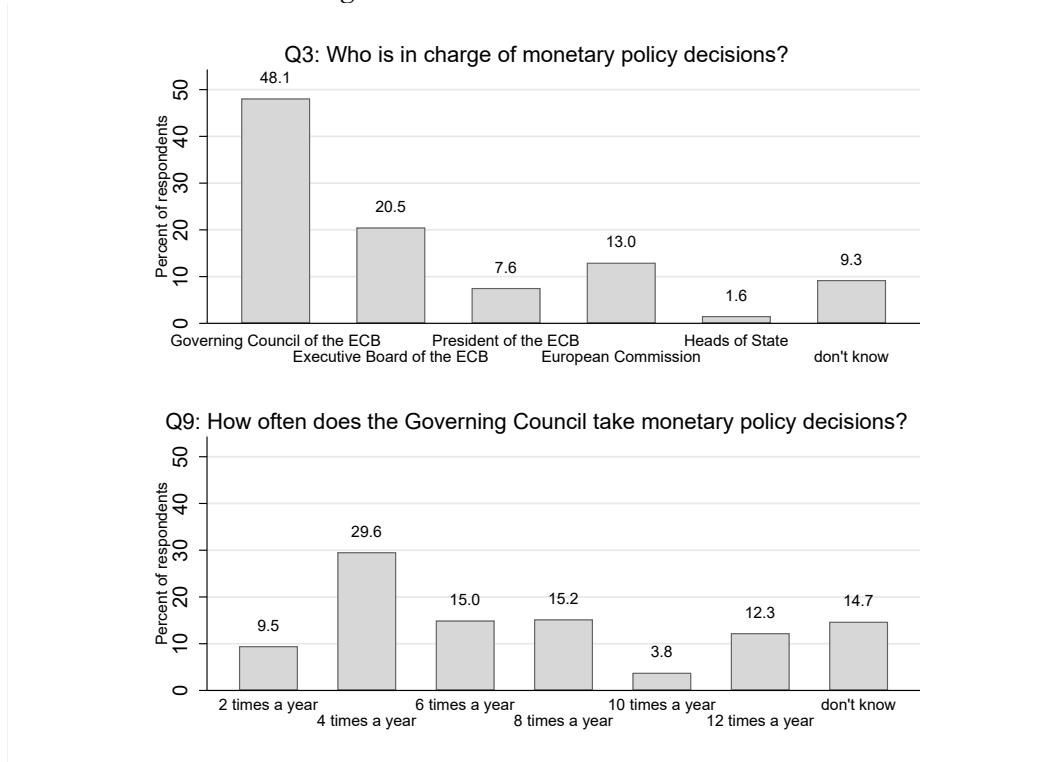 Q3: Who is in charge of monetary policy decisions?
Percent of respondents
50
40
30
20
10
0
48.1
20.5
7.6
13.0
1.6
9.3
Governing Council of the ECB
Executive Board of the ECB
President of the ECB
European Commission
Heads of State
don't know
Q9: How often does the Governing Council take monetary policy decisions?
Percent of respondents
50
40
30
20
10
0
9.5
29.6
15.0
15.2
3.8
12.3
14.7
2 times a year
4 times a year
6 times a year
8 times a year
10 times a year
12 times a year
don't know